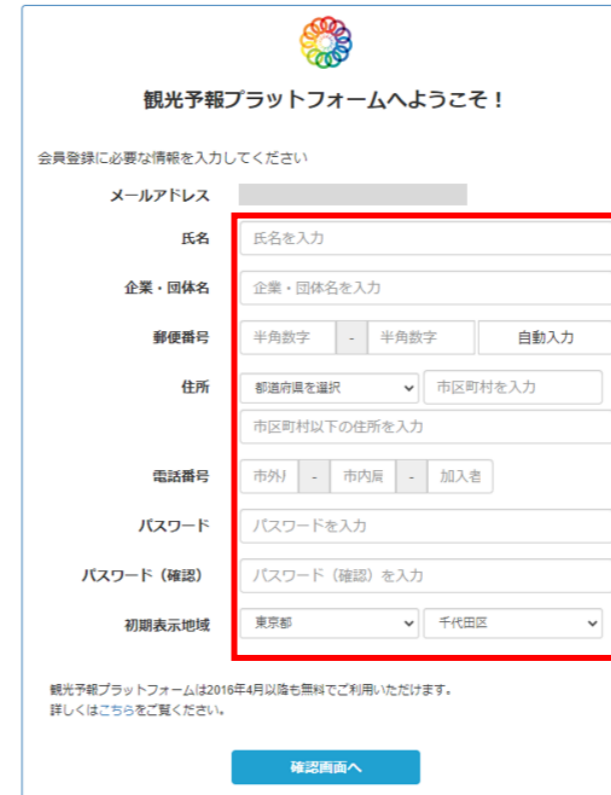 観光予報プラットフォームへようこそ！
会員登録に必要な情報を入力してください
メールアドレス
氏名 氏名を入力
企業・団体名 企業・団体名を入力
郵便番号 半角数字 - 半角数字 自動入力
住所 都道府県を選択 市区町村を入力
市区町村以下の住所を入力
電話番号 市外 - 市内局 - 加入者
パスワード パスワードを入力
パスワード（確認） パスワード（確認）を入力
初期表示地域 東京都 千代田区
観光予報プラットフォームは2016年4月以降も無料でご利用いただけます。
詳しくはこちらをご覧ください。
確認画面へ